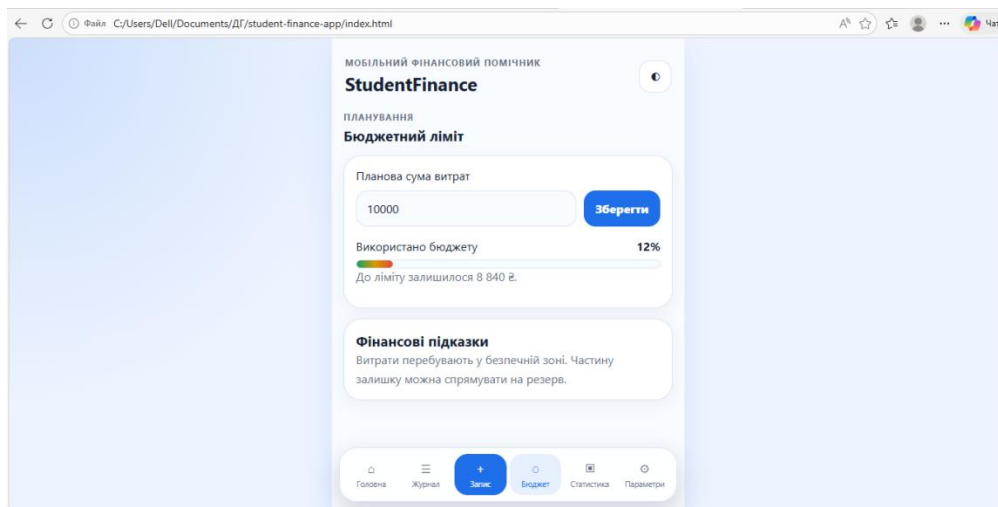 Файл C:/Users/Dell/Documents/ДГ/student-finance-app/index.html
МОБІЛЬНИЙ ФІНАНСОВИЙ ПОМІЧНИК
StudentFinance
ПЛАНУВАННЯ
Бюджетний ліміт
Планова сума витрат
10000 Зберегти
Використано бюджету 12%
До ліміту залишилося 8 840 ₴.
Фінансові підказки
Витрати перебувають у безпечній зоні. Частину
залишку можна спрямувати на резерв.
Головна Журнал Запис Бюджет Статистика Параметри